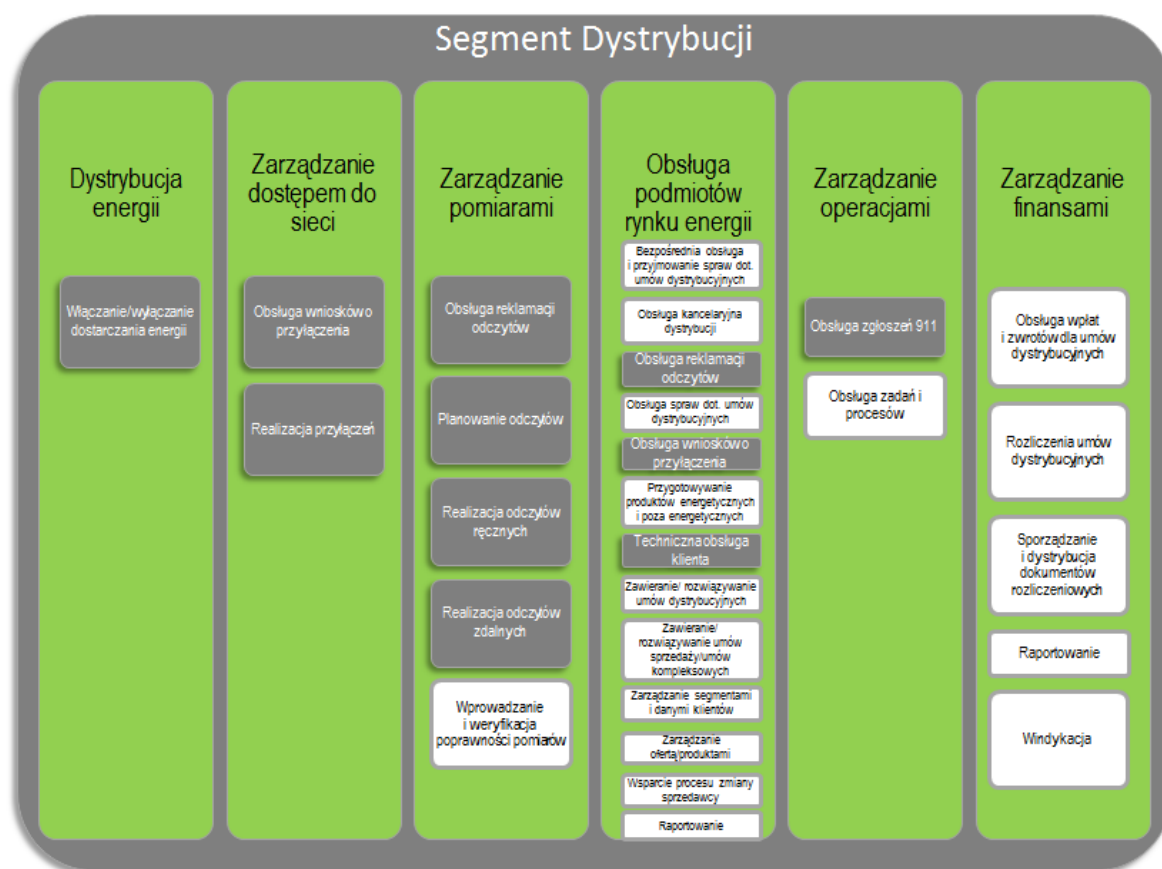 Segment Dystrybucji
Dystrybucja
energii
Włączanie/wyłączanie
dostarczania energii
Zarządzanie
dostępem do
sieci
Obsługa wniosków o
przyłączenia
Realizacja przyłączeń
Zarządzanie
pomiarami
Obsługa reklamacji
odczytów
Planowanie odczytów
Realizacja odczytów
ręcznych
Realizacja odczytów
zdalnych
Wprowadzanie
i weryfikacja
poprawności pomiarów
Obsługa
podmiotów
rynku energii
Bezpośrednia obsługa
i przyjmowanie spraw dot.
umów dystrybucyjnych
Obsługa kancelaryjna
dystrybucji
Obsługa reklamacji
odczytów
Obsługa spraw dot. umów
dystrybucyjnych
Obsługa wniosków o
przyłączenia
Przygotowywanie
produktów energetycznych
i poza energetycznych
Techniczna obsługa
klienta
Zawieranie/ rozwiązywanie
umów dystrybucyjnych
Zawieranie/
rozwiązywanie umów
sprzedaży/umów
kompleksowych
Zarządzanie segmentami
i danymi klientów
Zarządzanie
ofertą/produktami
Wsparcie procesu zmiany
sprzedawcy
Raportowanie
Zarządzanie
operacjami
Obsługa zgłoszeń 911
Obsługa zadań i
procesów
Zarządzanie
finansami
Obsługa wpłat
i zwrotów dla umów
dystrybucyjnych
Rozliczenia umów
dystrybucyjnych
Sporządzanie
i dystrybucja
dokumentów
rozliczeniowych
Raportowanie
Windykacja